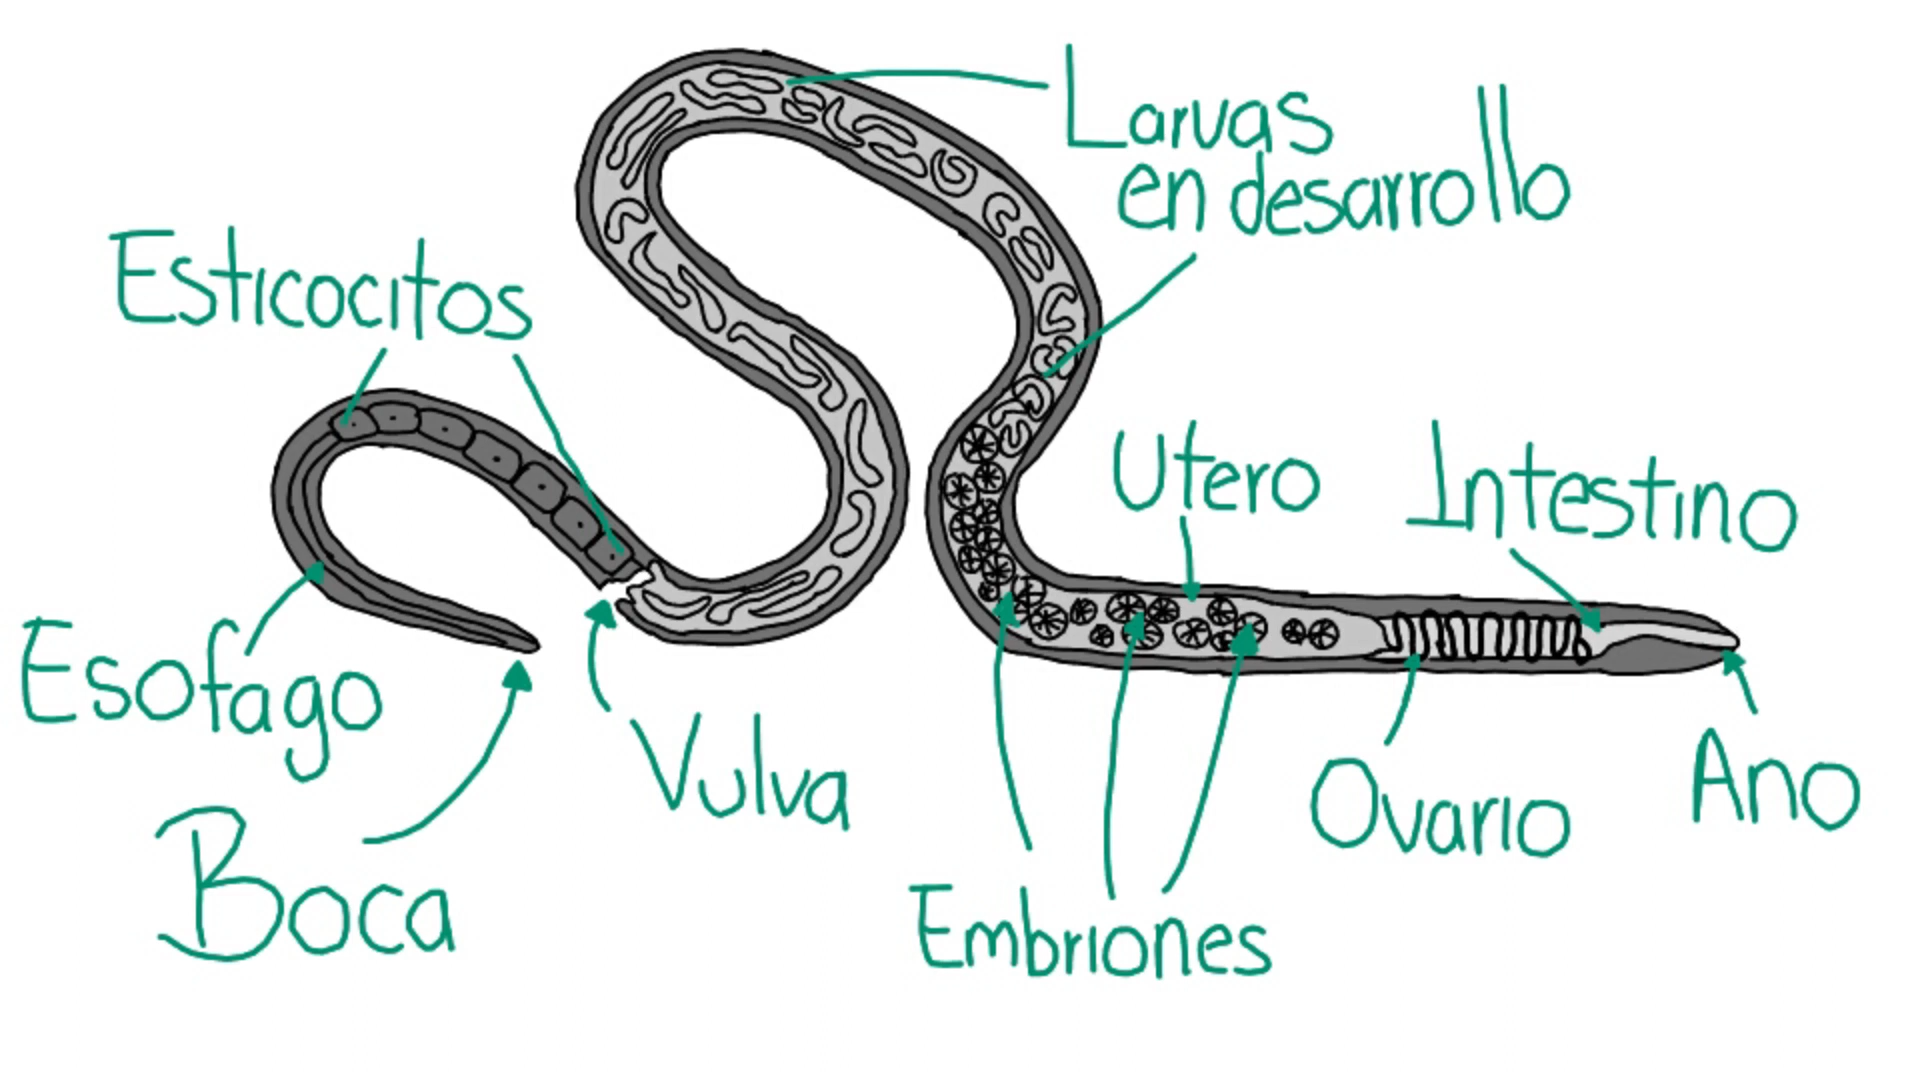 Larvas
en desarrollo
Esticocitos
Utero
Intestino
Esofago
Vulva
Ano
Ovario
Boca
Embriones